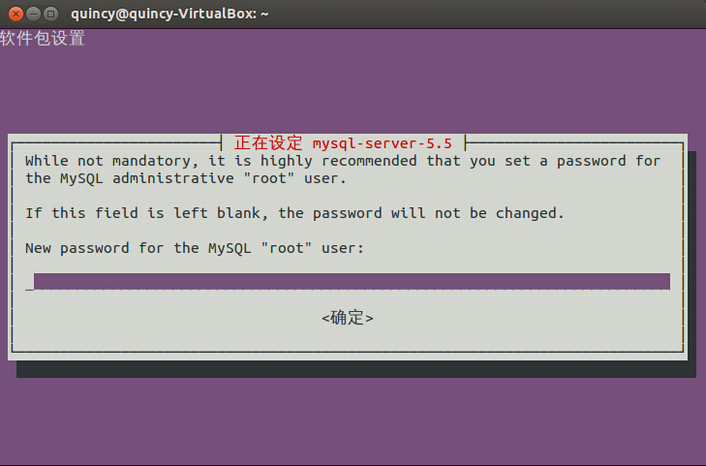 quincy@quincy-VirtualBox: ~
软件包设置
正在设定 mysql-server-5.5
While not mandatory, it is highly recommended that you set a password for
the MySQL administrative "root" user.
If this field is left blank, the password will not be changed.
New password for the MySQL "root" user:
<确定>